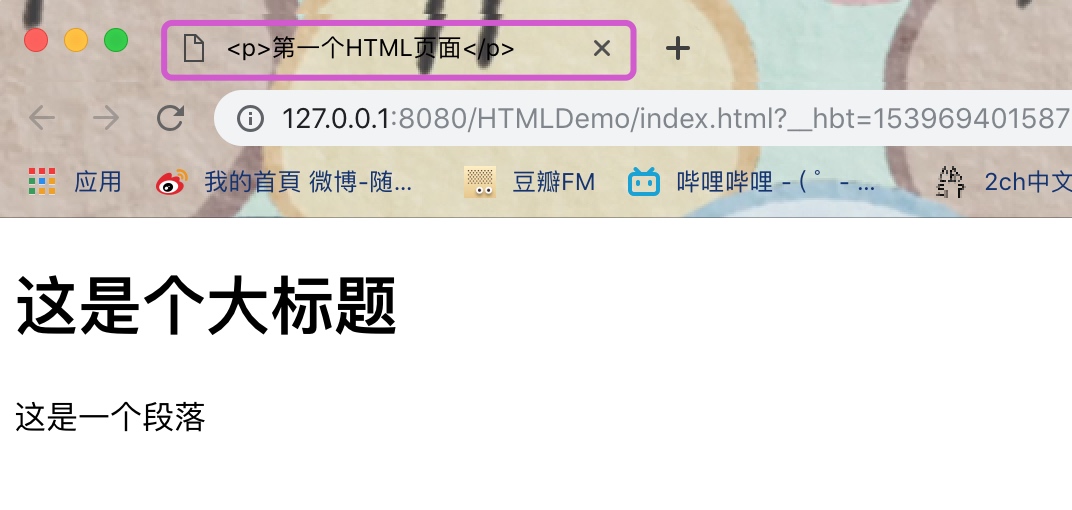 <p>第一个HTML页面</p>
127.0.0.1:8080/HTMLDemo/index.html?__hbt=153969401587
应用 我的首頁 微博-随... 豆瓣FM 哔哩哔哩 - ( ゜ - ... 2ch中文
这是个大标题
这是一个段落